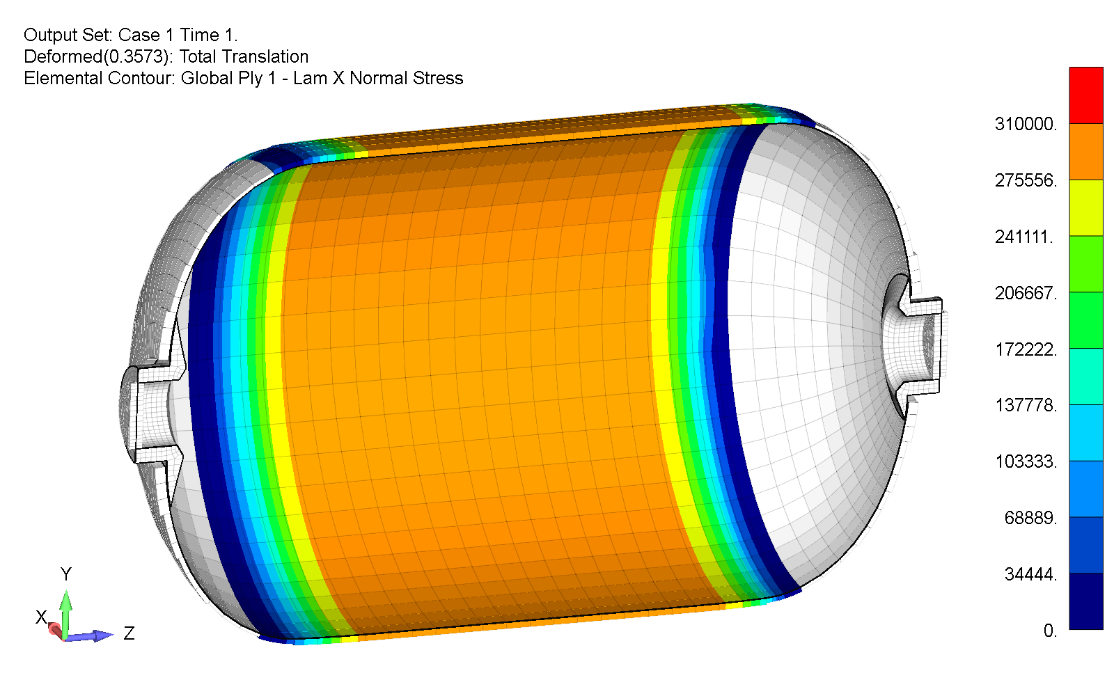 Output Set: Case 1 Time 1.
Deformed(0.3573): Total Translation
Elemental Contour: Global Ply 1 - Lam X Normal Stress
310000.
275556.
241111.
206667.
172222.
137778.
103333.
68889.
34444.
0.
Y
X
Z